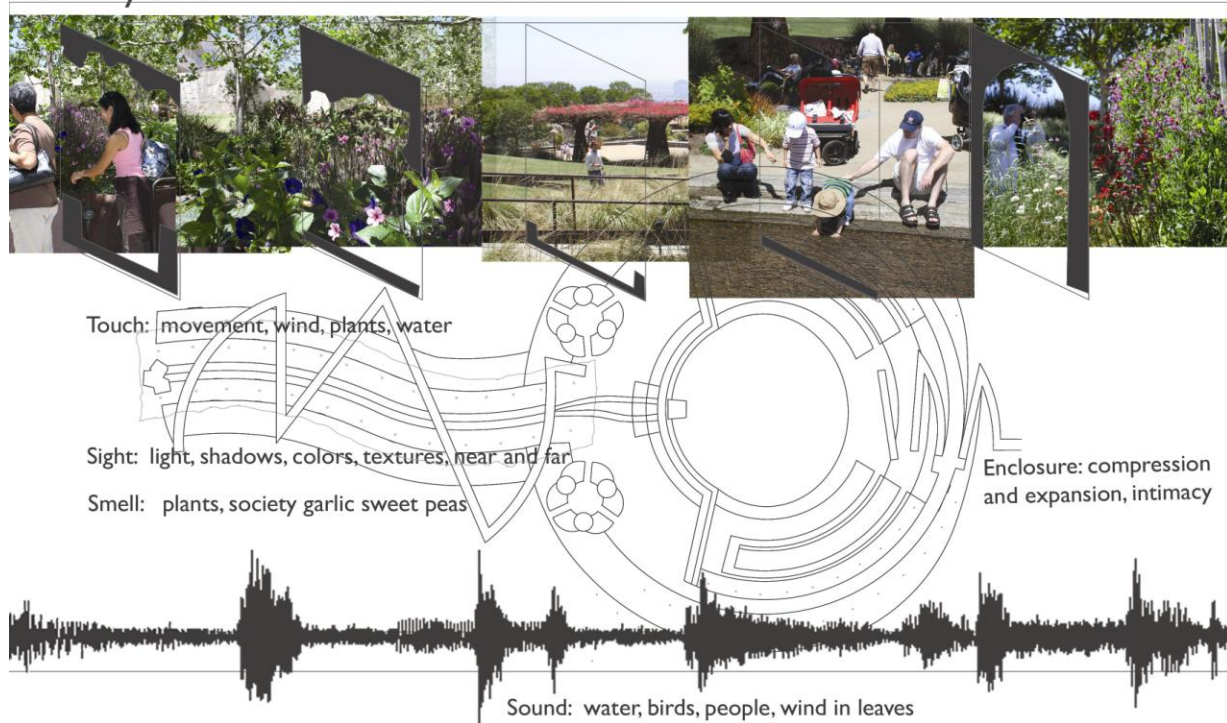 Touch: movement, wind, plants, water
Sight: light, shadows, colors, textures, near and far
Smell: plants, society garlic sweet peas
Enclosure: compression
and expansion, intimacy
Sound: water, birds, people, wind in leaves